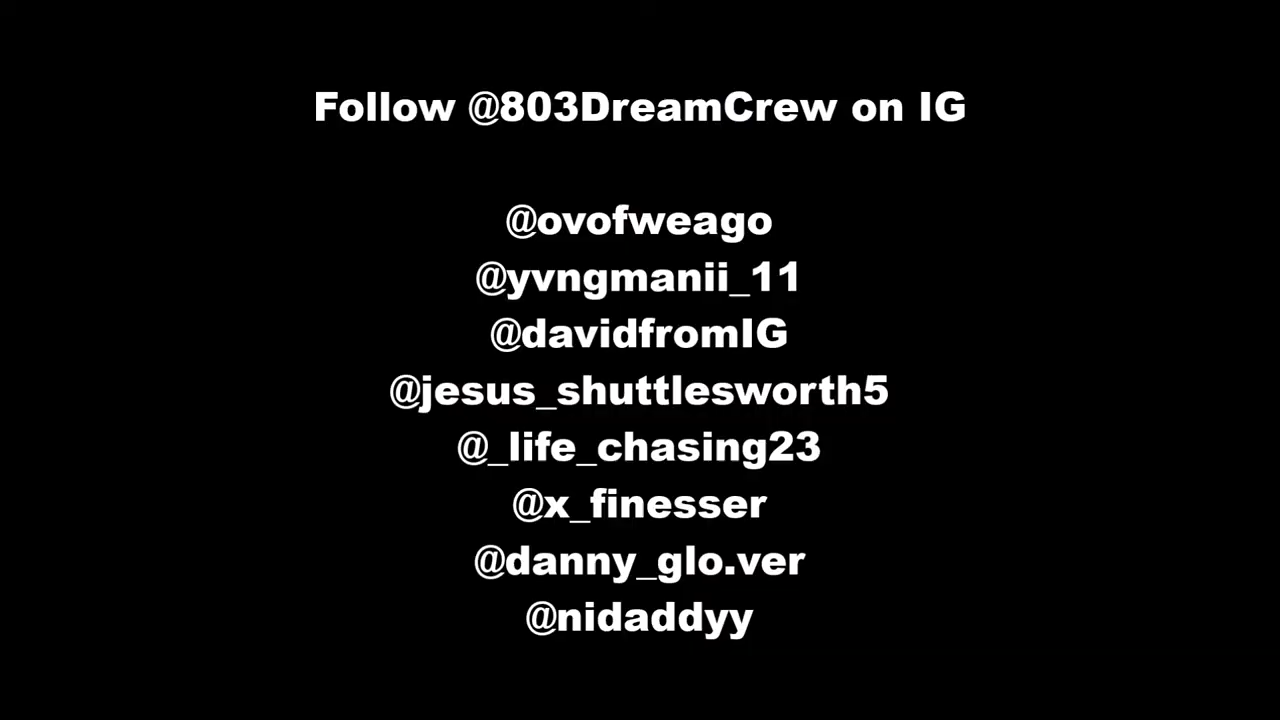 Follow @803DreamCrew on IG
@ovofweago
@yvngmanii_11
@davidfromIG
@jesus_shuttlesworth5
@_life_chasing23
@x_finesser
@danny_glo.ver
@nidaddyy